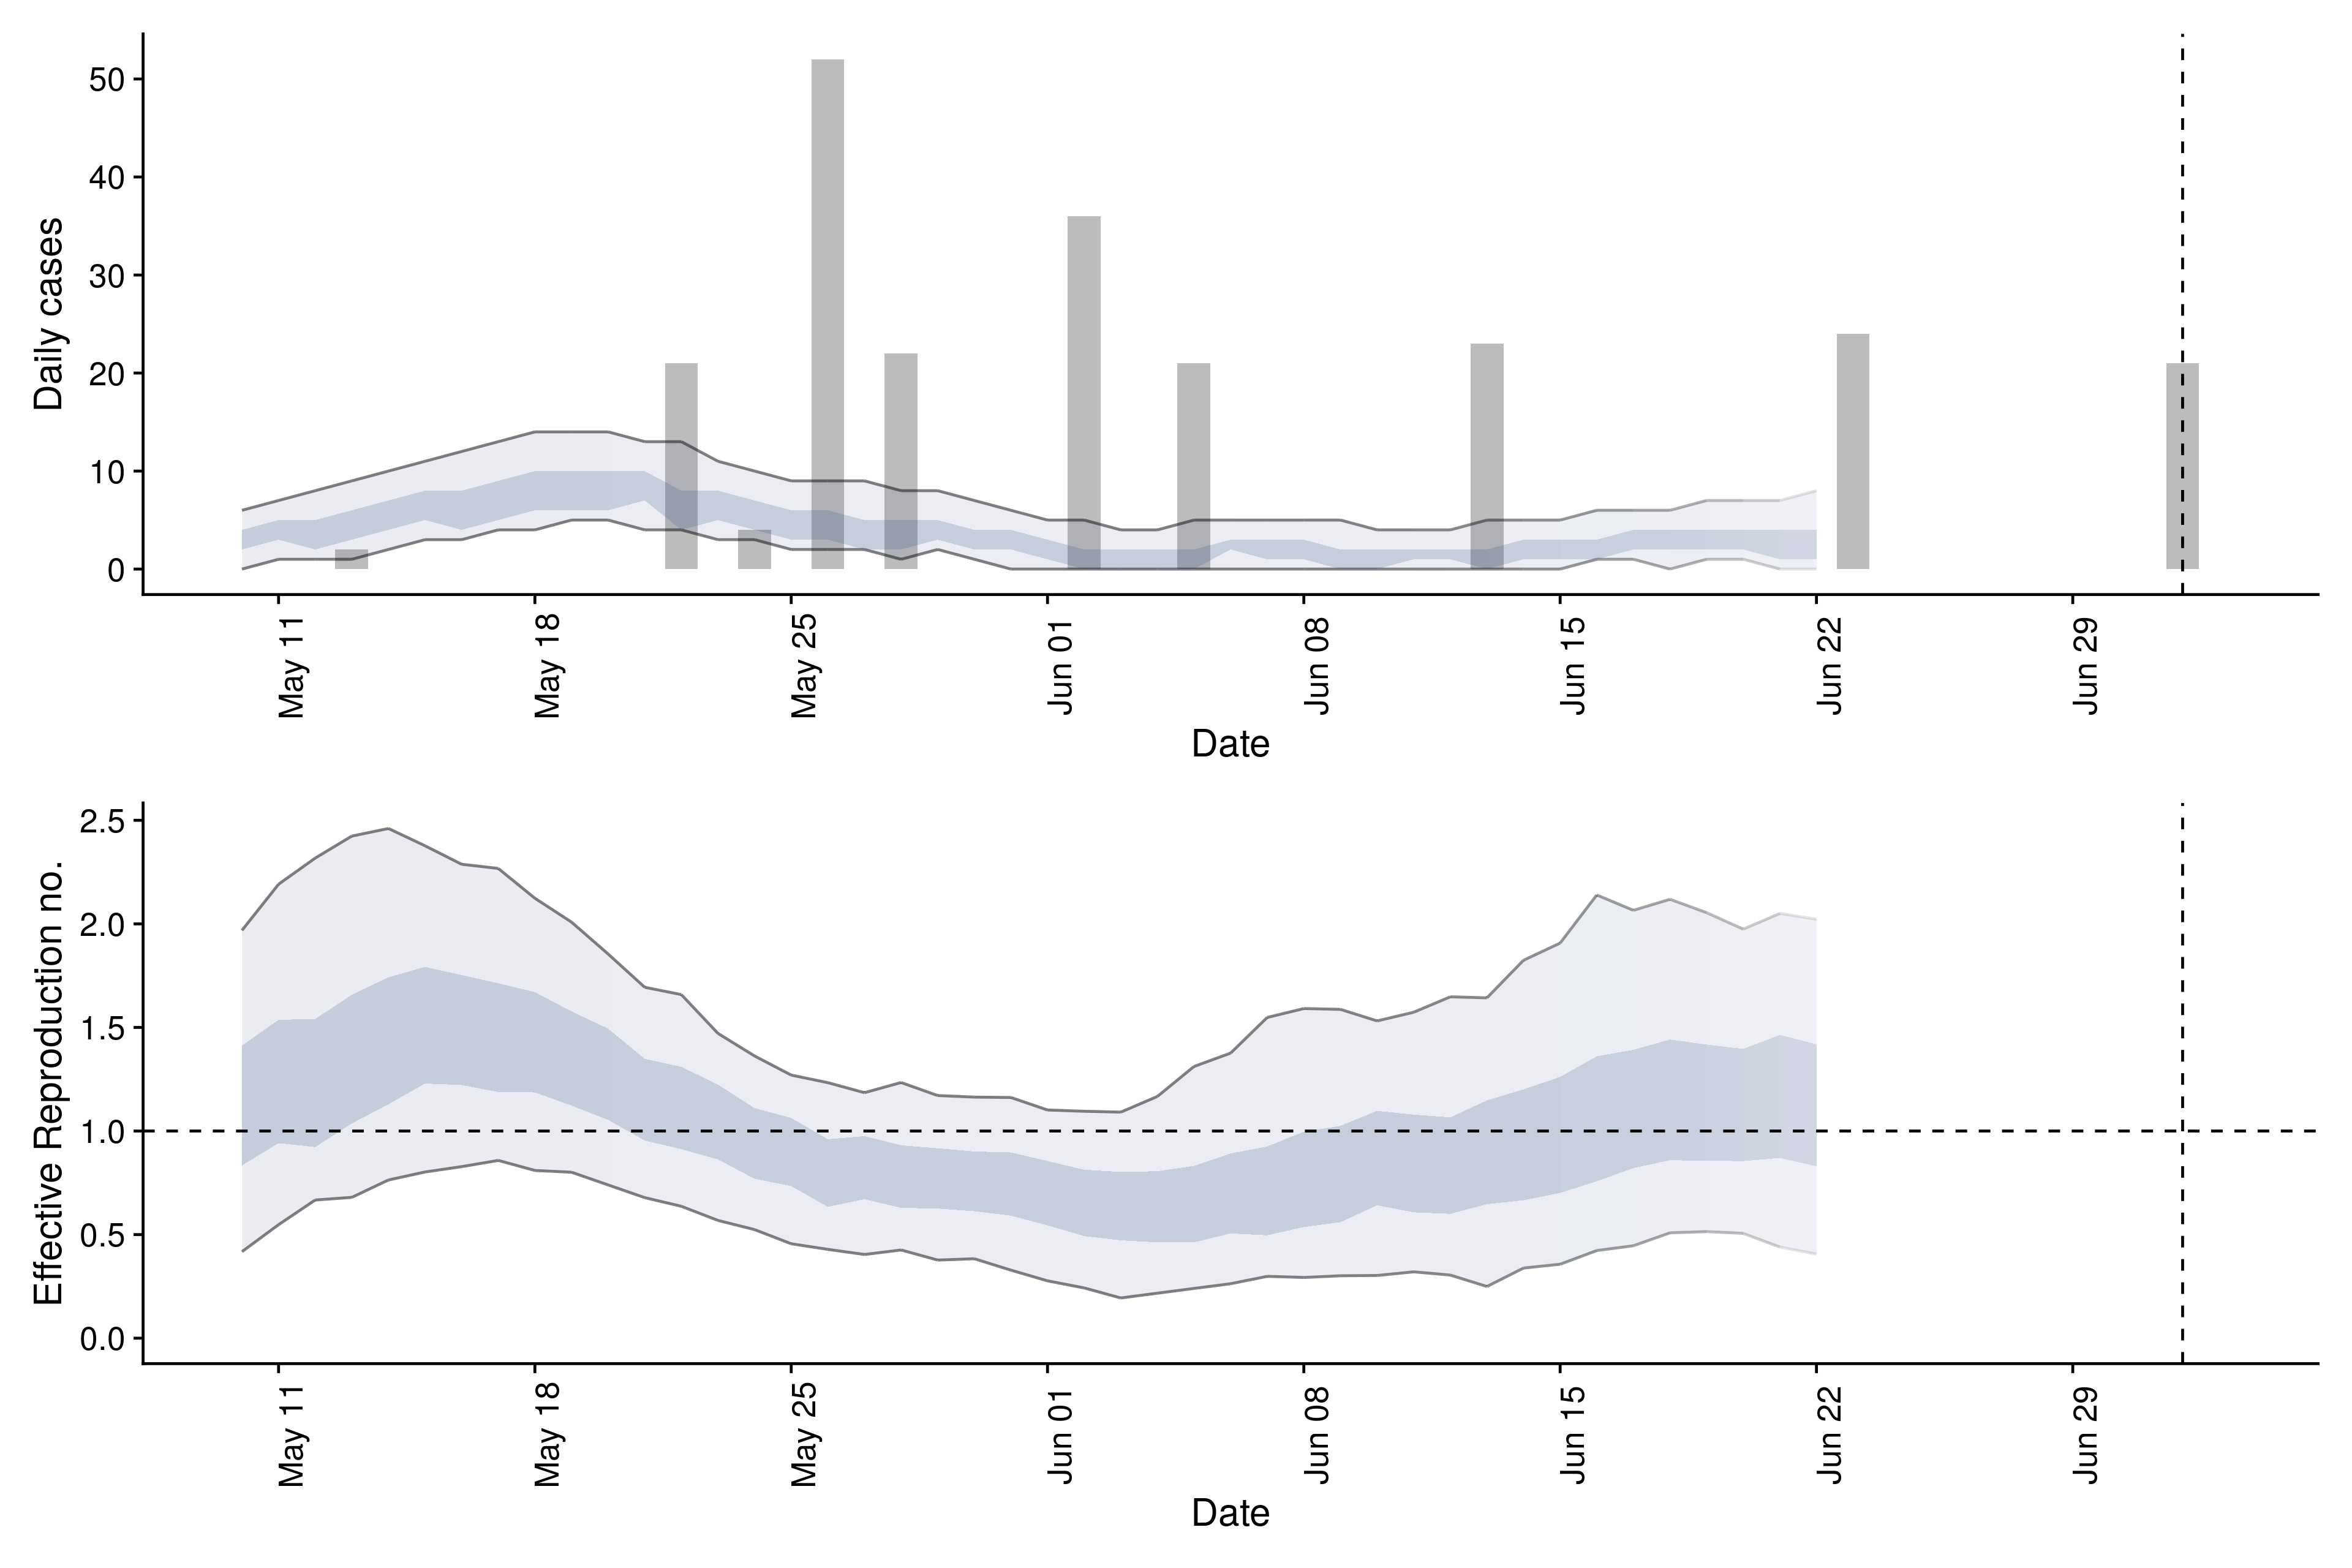 Daily cases
50
40
30
20
10
0
May 11
May 18
May 25
Jun 01
Jun 08
Jun 15
Jun 22
Jun 29
Date
Effective Reproduction no.
2.5
2.0
1.5
1.0
0.5
0.0
May 11
May 18
May 25
Jun 01
Jun 08
Jun 15
Jun 22
Jun 29
Date